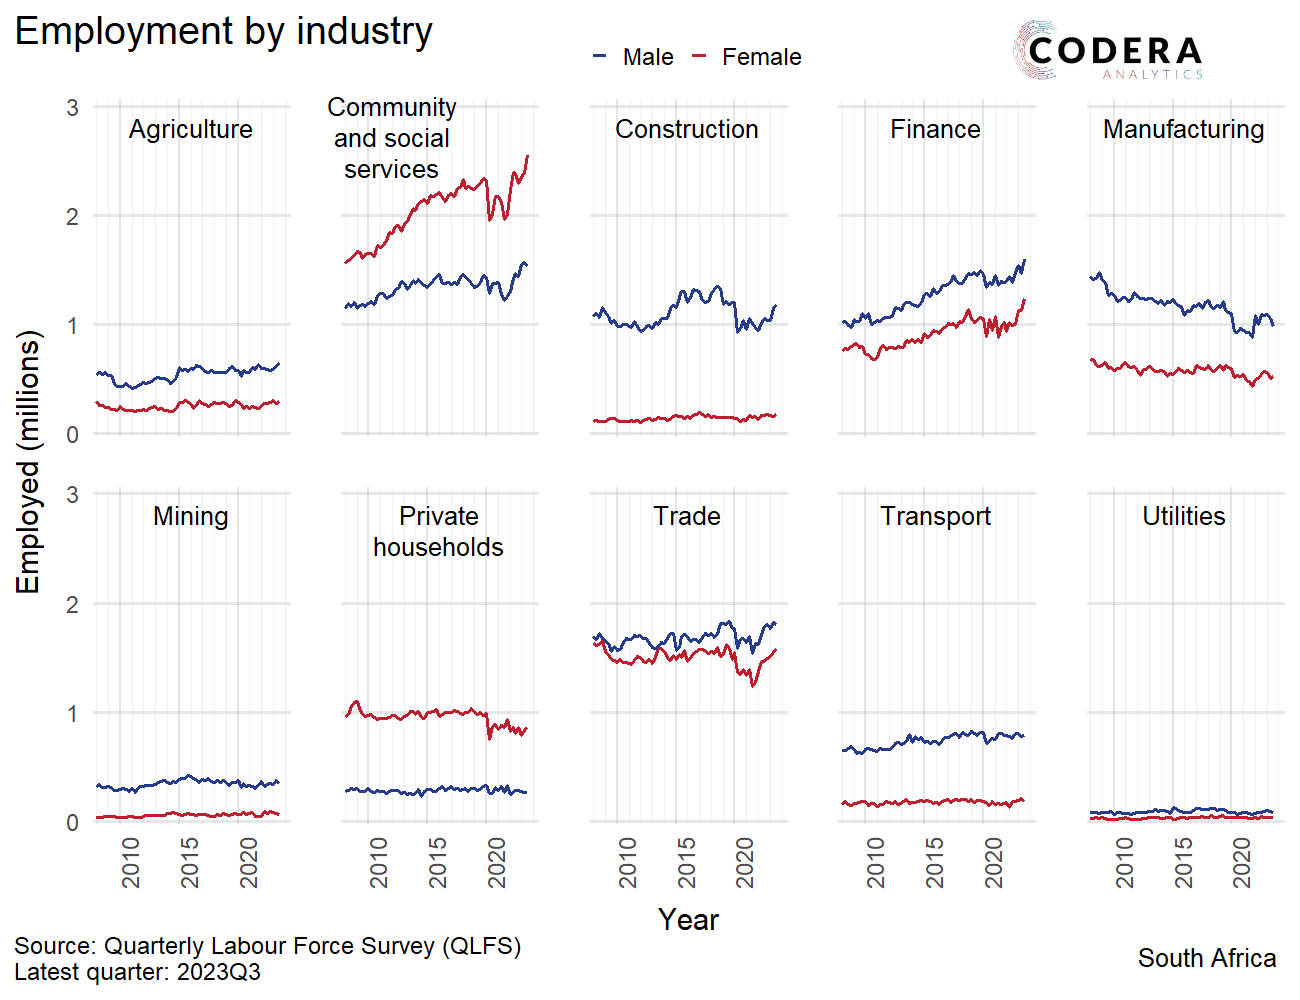 Employment by industry
Male Female
CODERA
ANALYTICS
Employed (millions)
3
2
1
0
Agriculture
Community
and social
services
Construction
Finance
Manufacturing
3
2
1
0
Mining
Private
households
Trade
Transport
Utilities
2010 2015 2020 2010 2015 2020 2010 2015 2020 2010 2015 2020 2010 2015 2020
Year
Source: Quarterly Labour Force Survey (QLFS)
Latest quarter: 2023Q3
South Africa